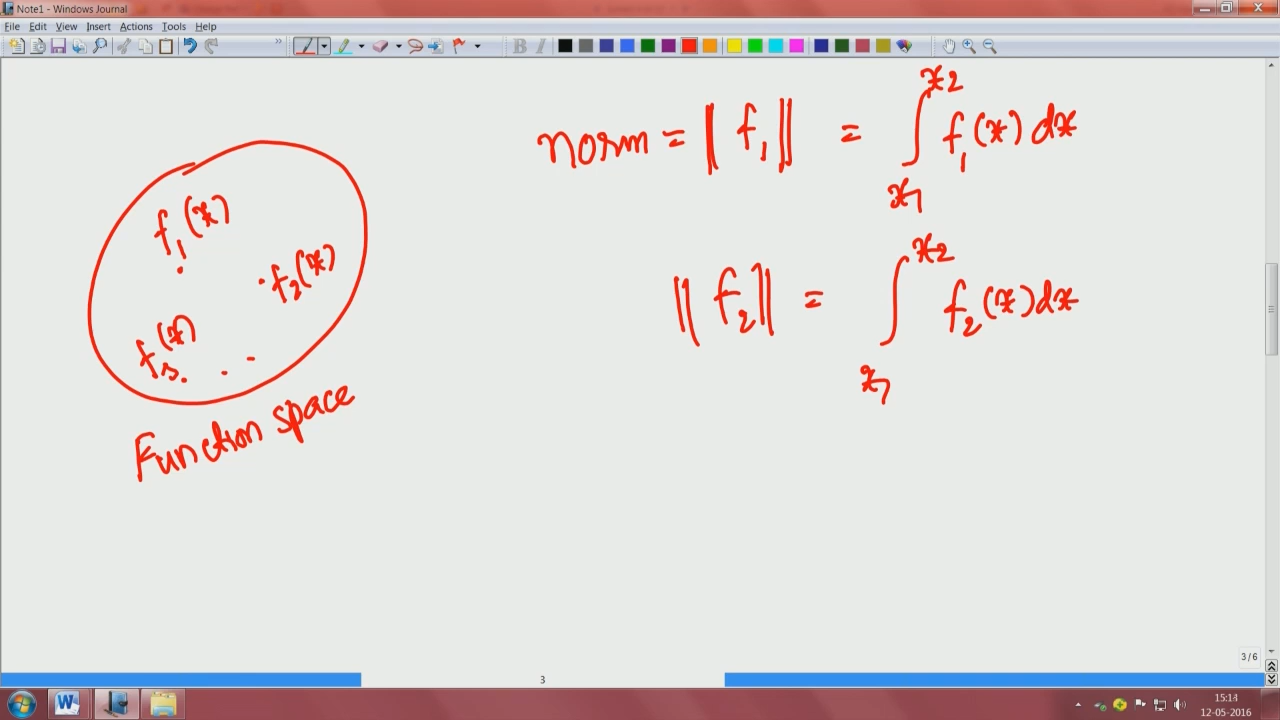 Note1 - Windows Journal
File Edit View Insert Actions Tools Help
norm = ‖ f₁ ‖ = ∫ₓ₁ˣ² f₁(x) dx
‖ f₂ ‖ = ∫ₓ₁ˣ² f₂(x) dx
f₁(x)
f₂(x)
f₃(x)
Function space
3/6
3
15:14
12-05-2016